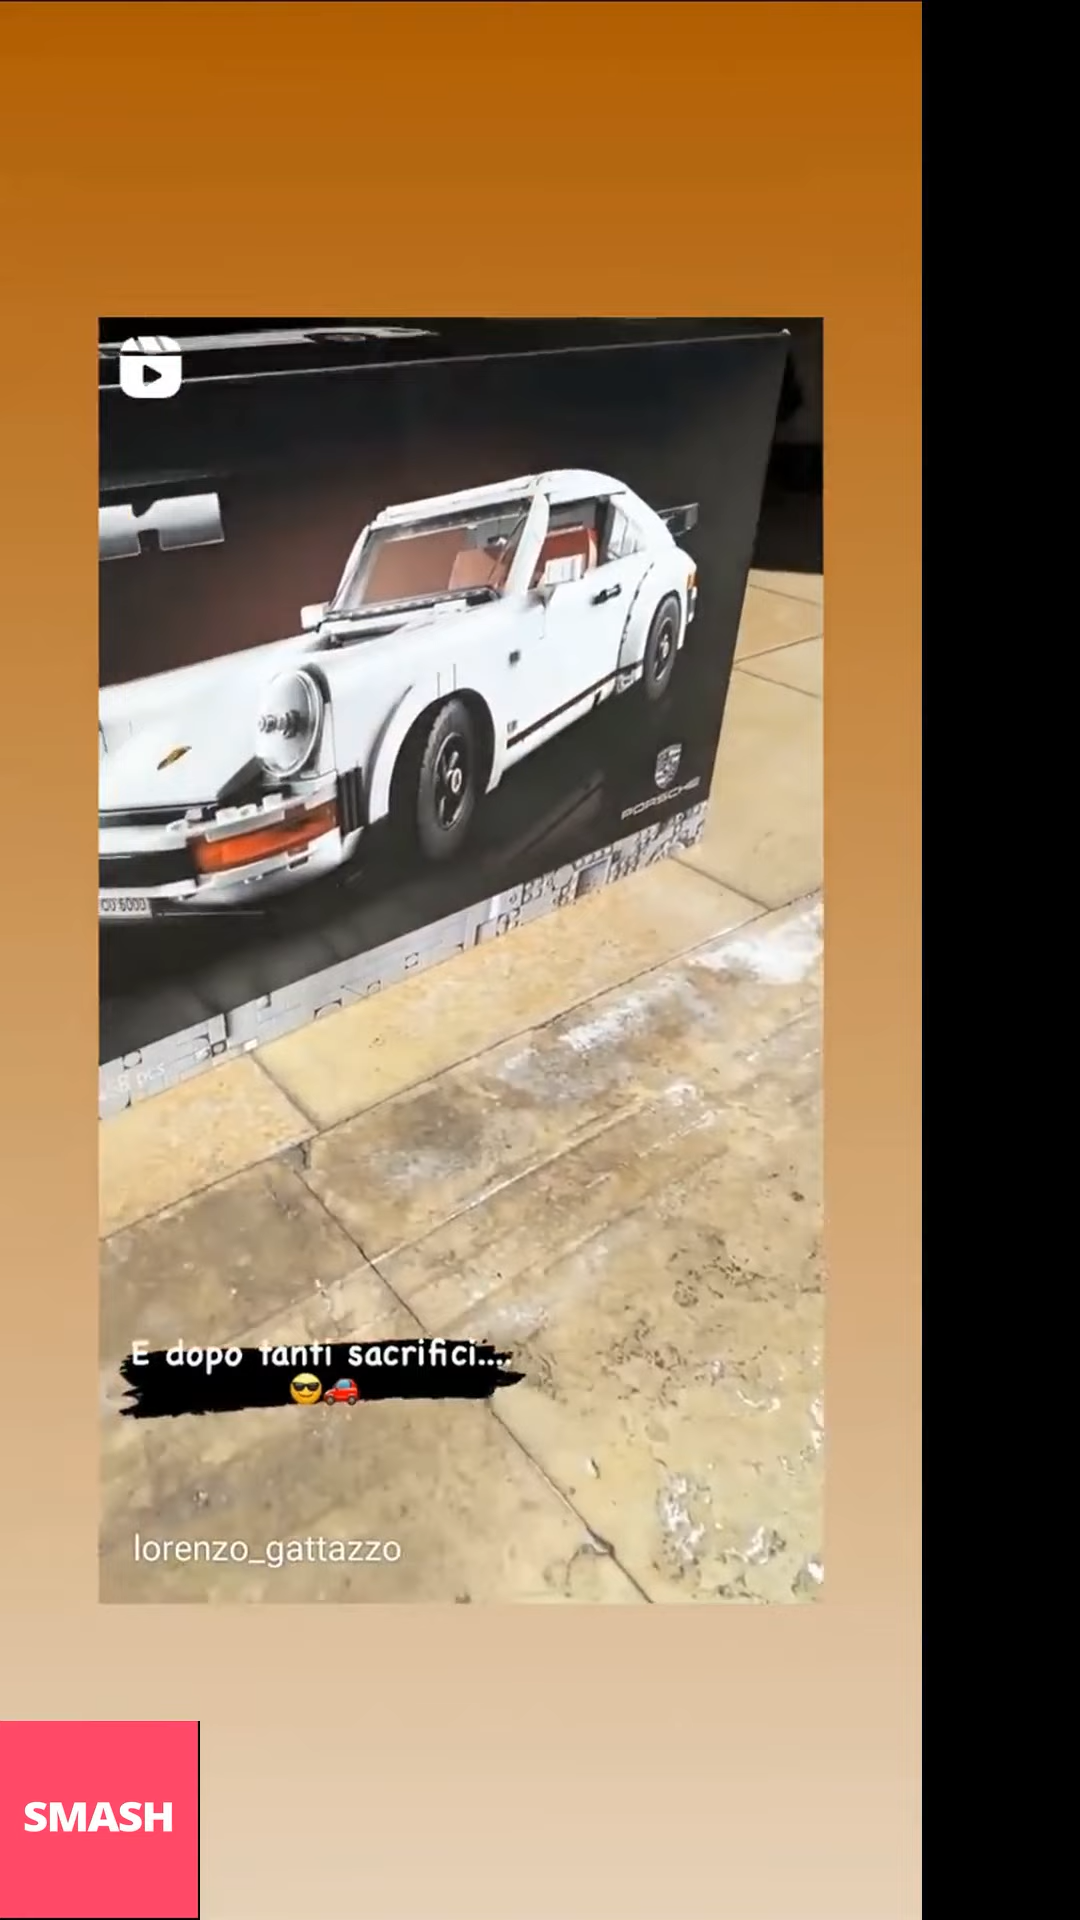 PORSCHE
E dopo tanti sacrifici....
😎🚗
lorenzo_gattazzo
SMASH